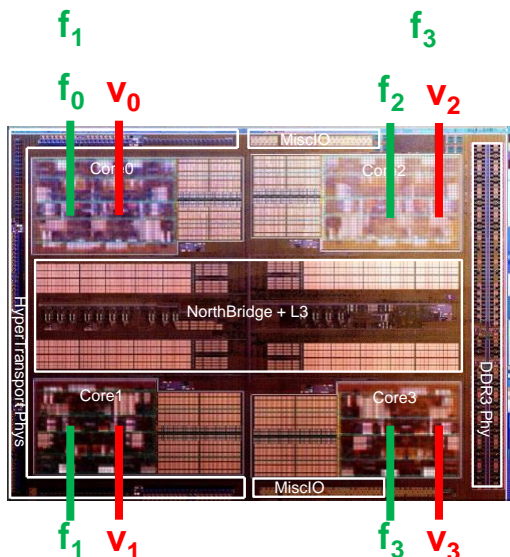 f1 f3
f0 v0 f2 v2
MiscIO
Core0 Core2
NorthBridge + L3
HyperTransport Phys
DDR3 Phy
Core1 Core3
MiscIO
f1 v1 f3 v3